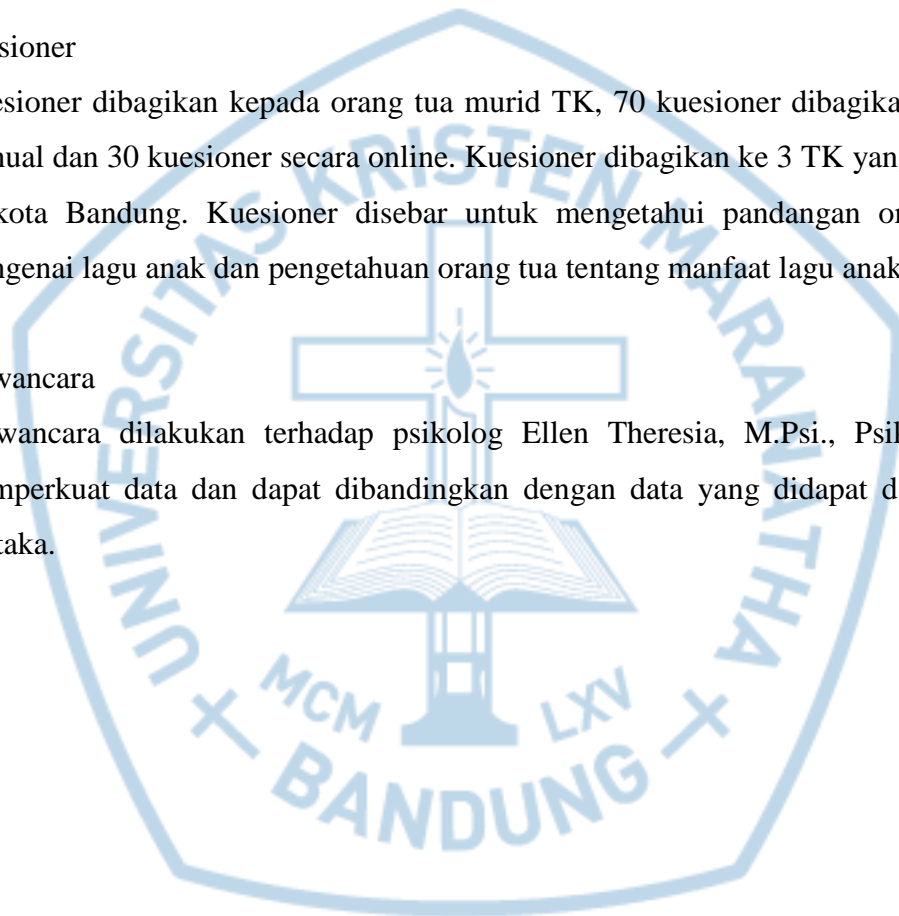 sioner
esioner dibagikan kepada orang tua murid TK, 70 kuesioner dibagika
nual dan 30 kuesioner secara online. Kuesioner dibagikan ke 3 TK yan
kota Bandung. Kuesioner disebar untuk mengetahui pandangan or
ngenai lagu anak dan pengetahuan orang tua tentang manfaat lagu anak
wancara
wancara dilakukan terhadap psikolog Ellen Theresia, M.Psi., Psi
mperkuat data dan dapat dibandingkan dengan data yang didapat d
taka.
UNIVERSITAS KRISTEN MARANATHA
MCM LXV
BANDUNG